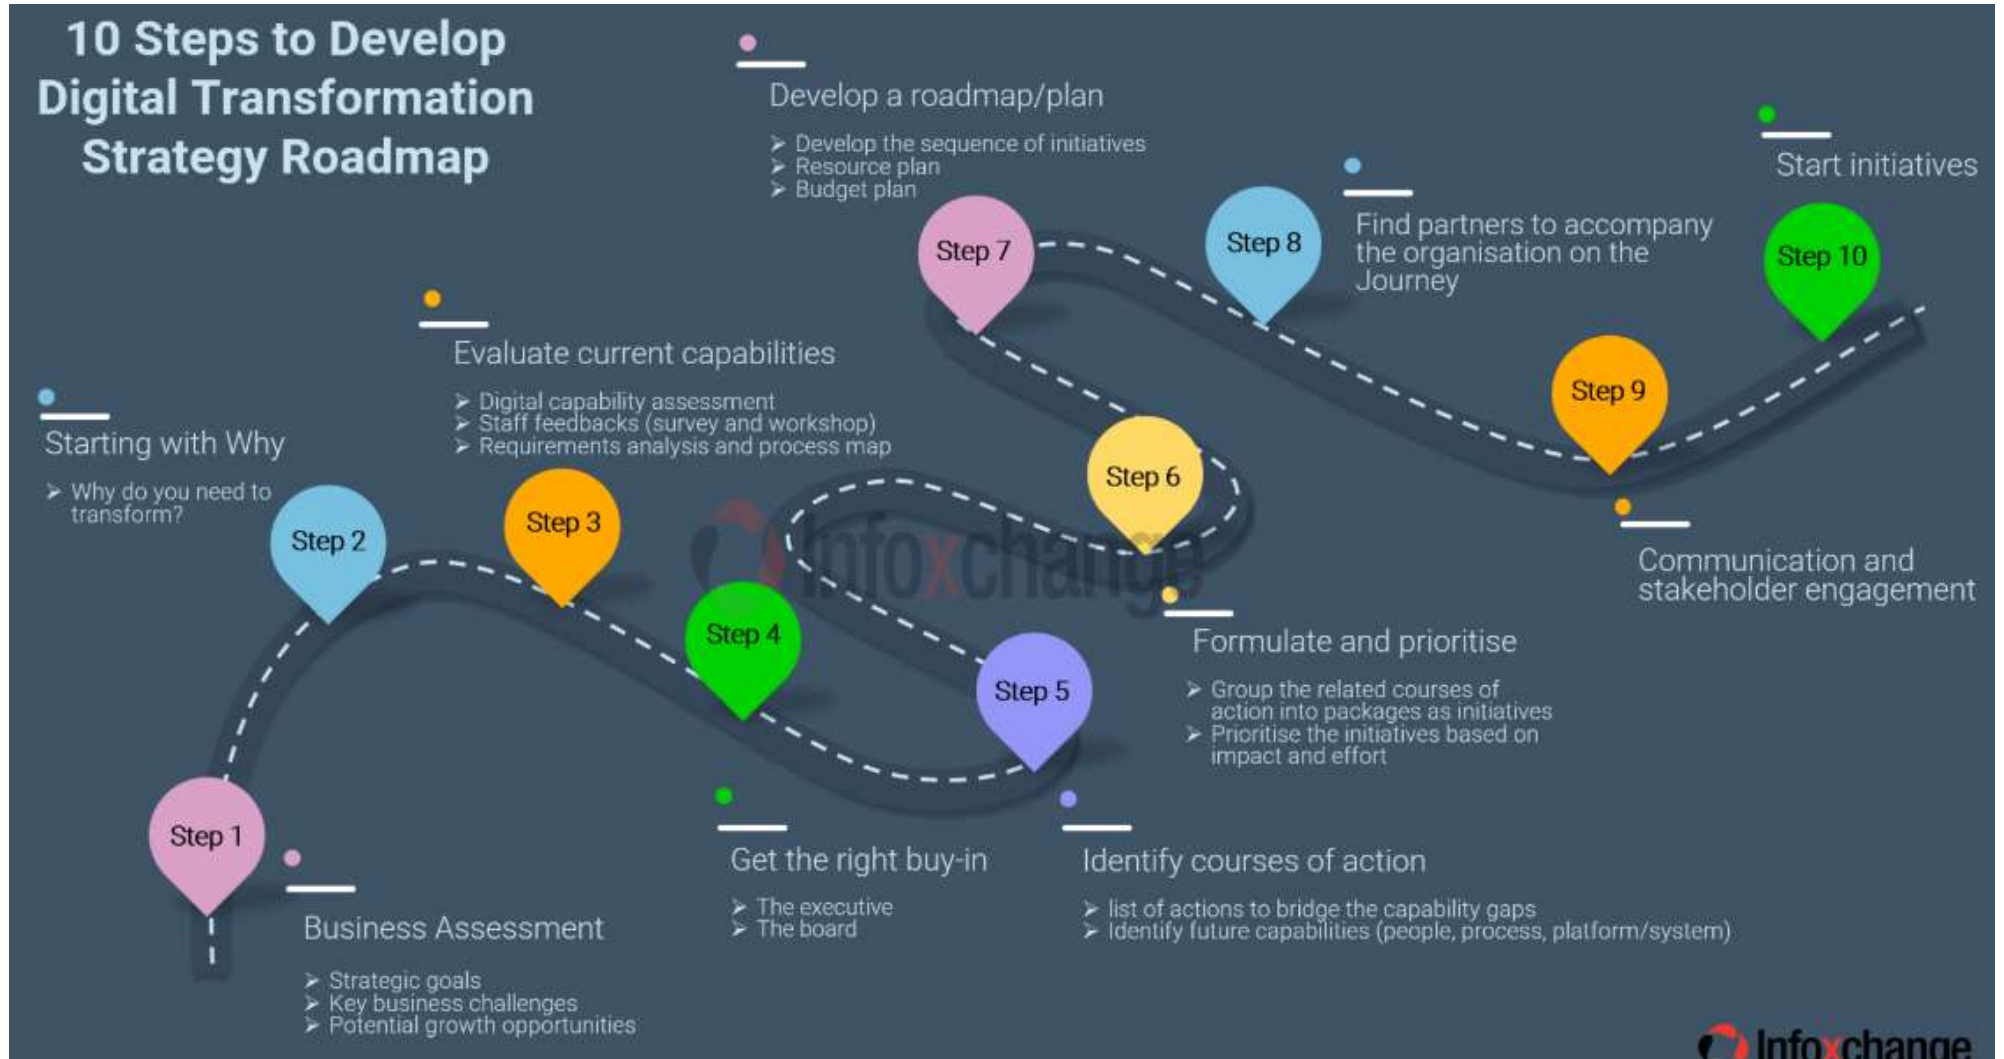 10 Steps to Develop
Digital Transformation
Strategy Roadmap
Step 1
Business Assessment
➢ Strategic goals
➢ Key business challenges
➢ Potential growth opportunities
Step 2
Starting with Why
➢ Why do you need to
transform?
Step 3
Evaluate current capabilities
➢ Digital capability assessment
➢ Staff feedbacks (survey and workshop)
➢ Requirements analysis and process map
Step 4
Get the right buy-in
➢ The executive
➢ The board
Step 5
Identify courses of action
➢ list of actions to bridge the capability gaps
➢ Identify future capabilities (people, process, platform/system)
Step 6
Formulate and prioritise
➢ Group the related courses of
action into packages as initiatives
➢ Prioritise the initiatives based on
impact and effort
Step 7
Develop a roadmap/plan
➢ Develop the sequence of initiatives
➢ Resource plan
➢ Budget plan
Step 8
Find partners to accompany
the organisation on the
Journey
Step 9
Communication and
stakeholder engagement
Step 10
Start initiatives
Infoxchange
Infoxchange